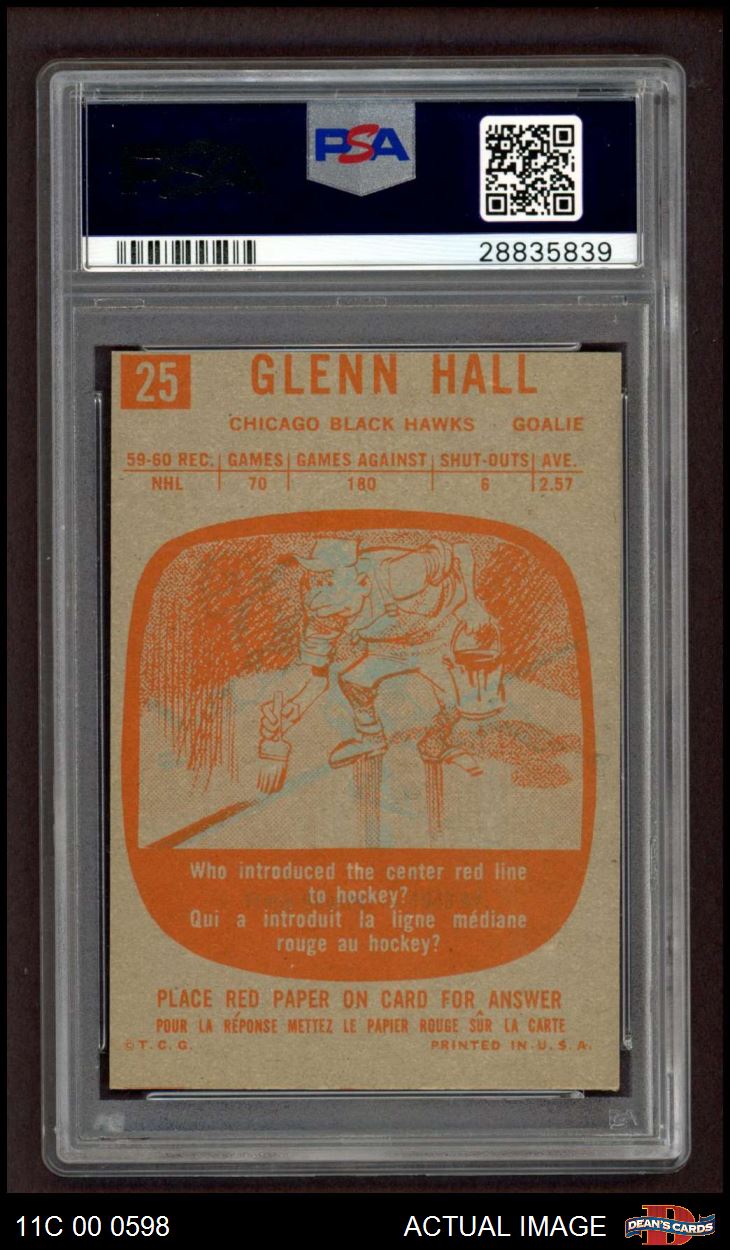 PSA
28835839
25 GLENN HALL
CHICAGO BLACK HAWKS GOALIE
59-60 REC. GAMES GAMES AGAINST SHUT-OUTS AVE.
NHL 70 180 6 2.57
Who introduced the center red line
to hockey?
Qui a introduit la ligne médiane
rouge au hockey?
PLACE RED PAPER ON CARD FOR ANSWER
POUR LA RÉPONSE METTEZ LE PAPIER ROUGE SÛR LA CARTE
©T.C.G. PRINTED IN U.S.A.
11C 00 0598 ACTUAL IMAGE DEAN'S CARDS